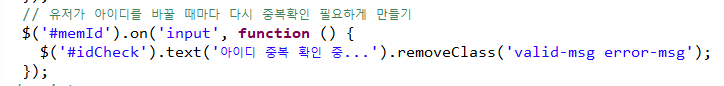 // 유저가 아이디를 바꿀 때마다 다시 중복확인 필요하게 만들기
$('#memId').on('input', function () {
$('#idCheck').text('아이디 중복 확인 중...').removeClass('valid-msg error-msg');
});